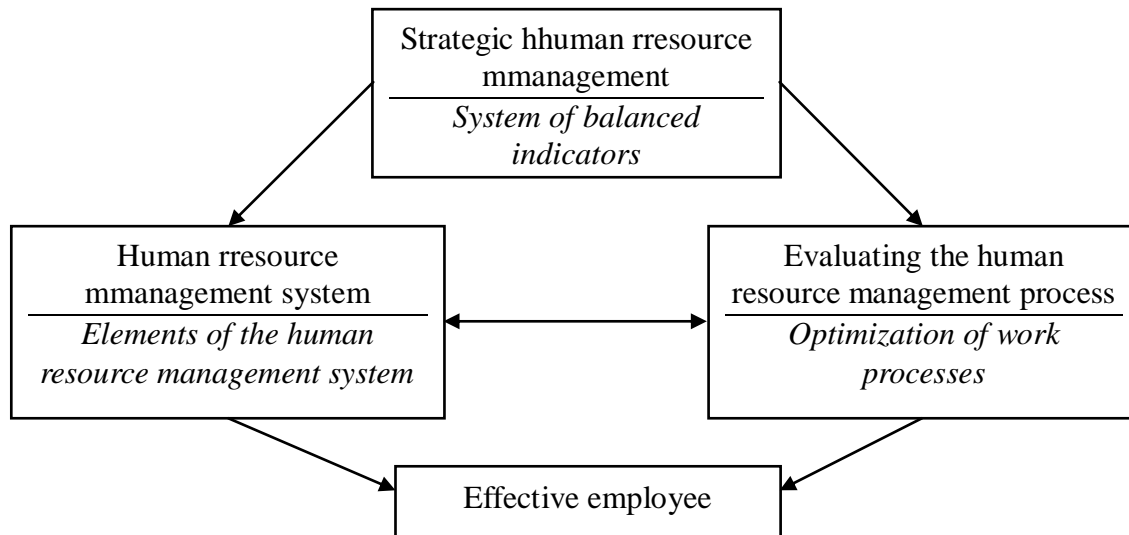 Strategic hhuman rresource
mmanagement
System of balanced
indicators
Human rresource
mmanagement system
Elements of the human
resource management system
Evaluating the human
resource management process
Optimization of work
processes
Effective employee